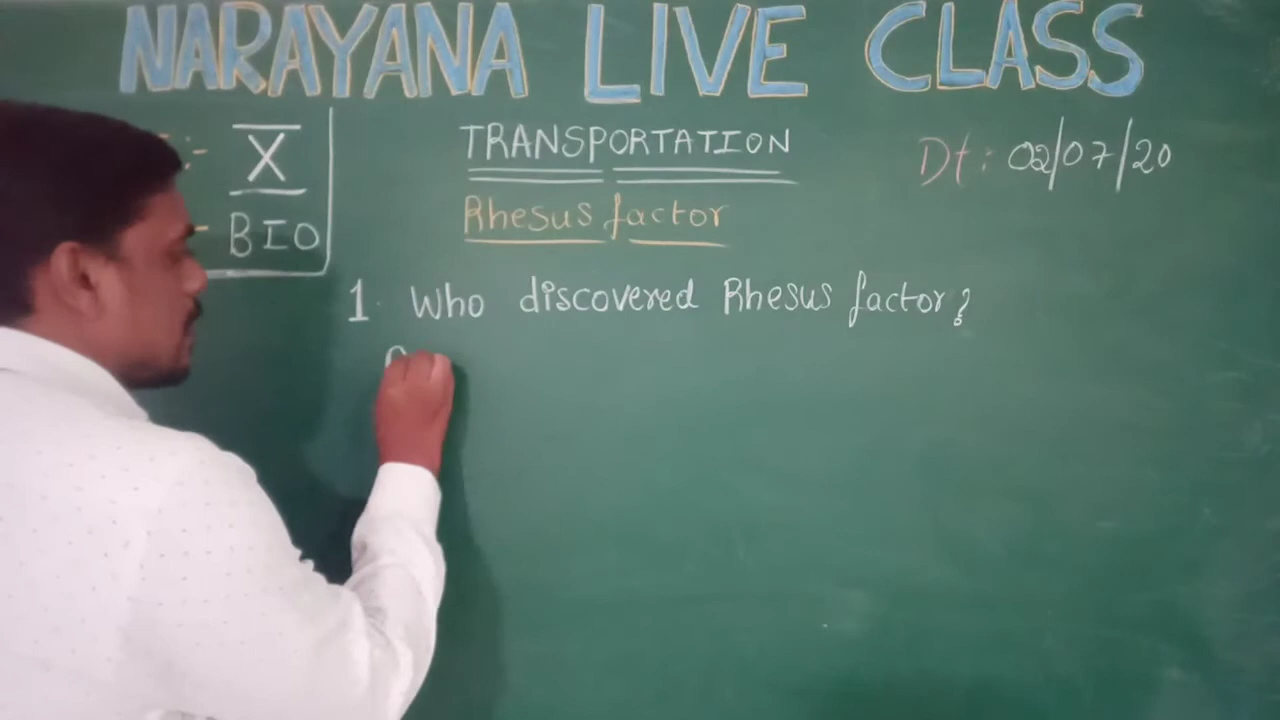 NARAYANA LIVE CLASS
X
BIO
TRANSPORTATION
Rhesus factor
Dt: 02/07/20
1. Who discovered Rhesus factor?